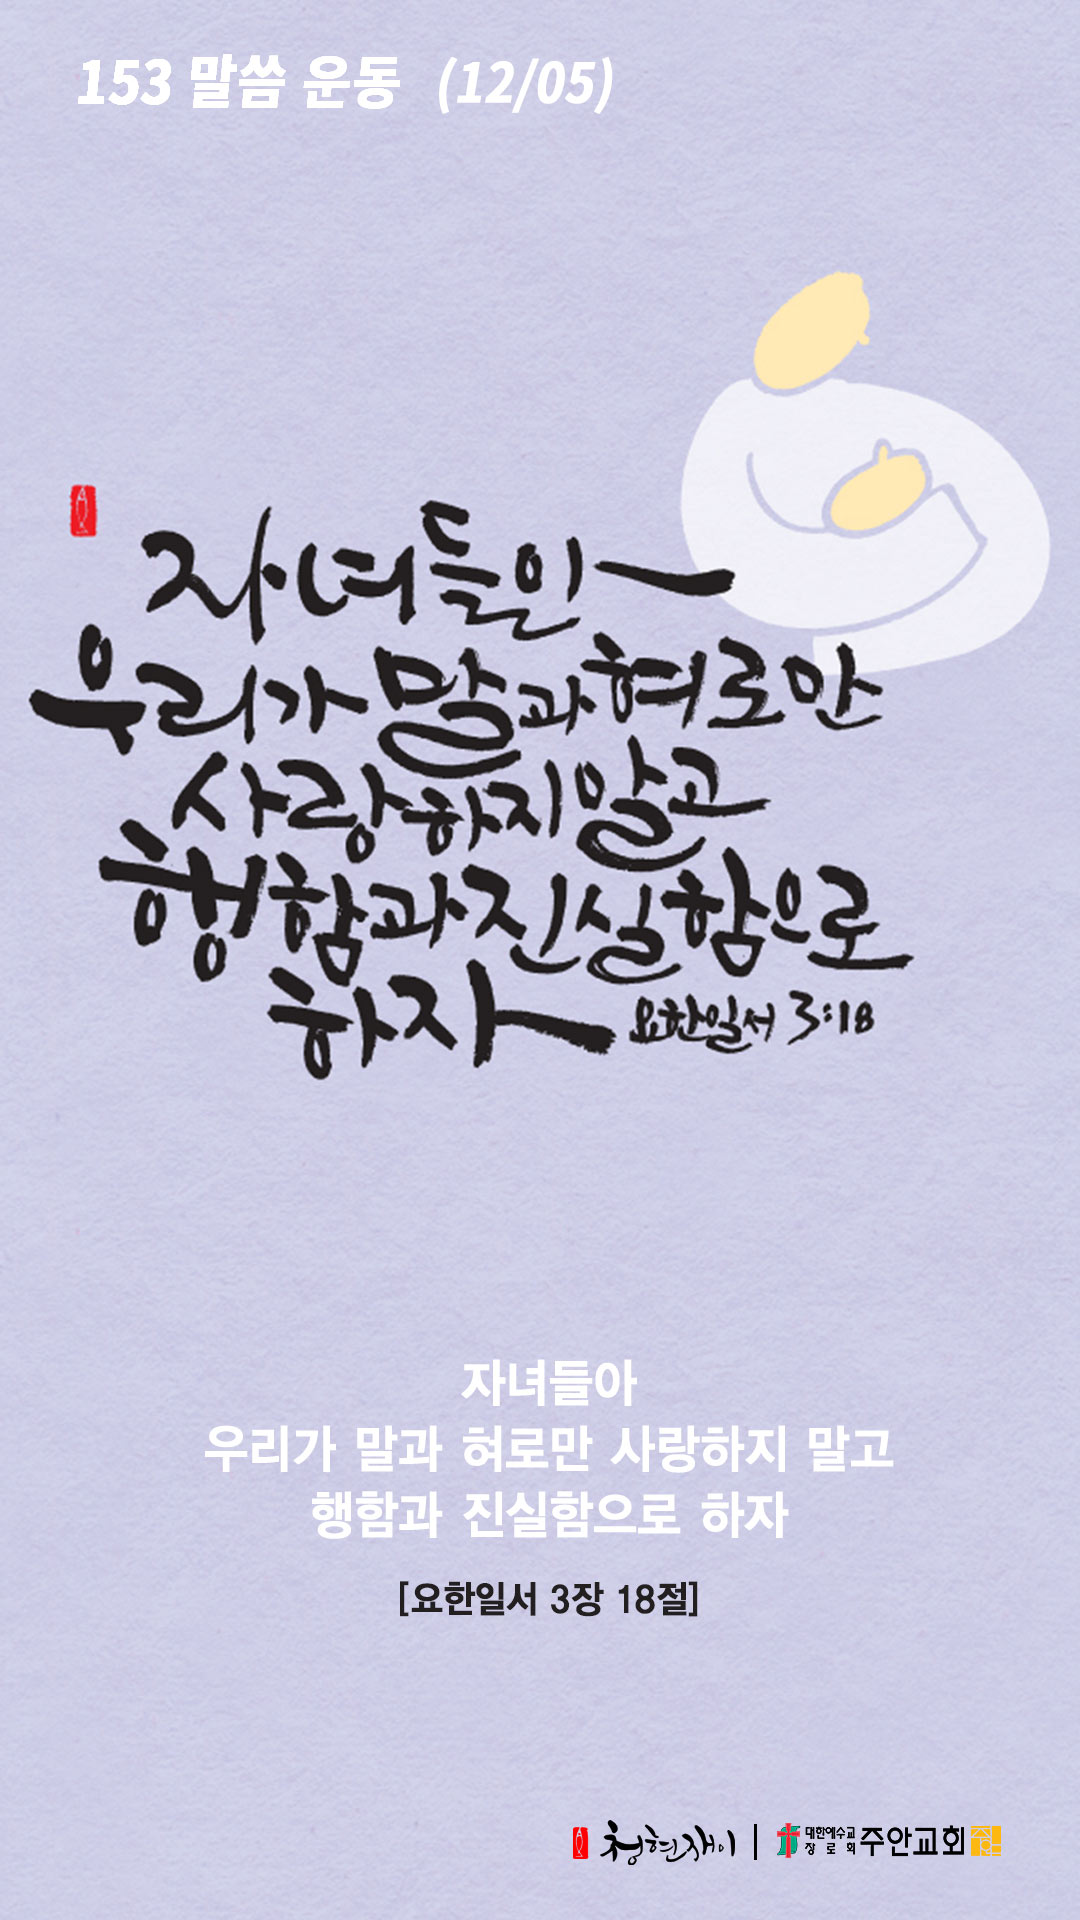 153 말씀 운동 (12/05)
자녀들아
우리가 말과 혀로만
사랑하지 말고
행함과 진실함으로
하자 요한일서 3:18
자녀들아
우리가 말과 혀로만 사랑하지 말고
행함과 진실함으로 하자
[요한일서 3장 18절]
청현재이 | 대한예수교장로회 주안교회